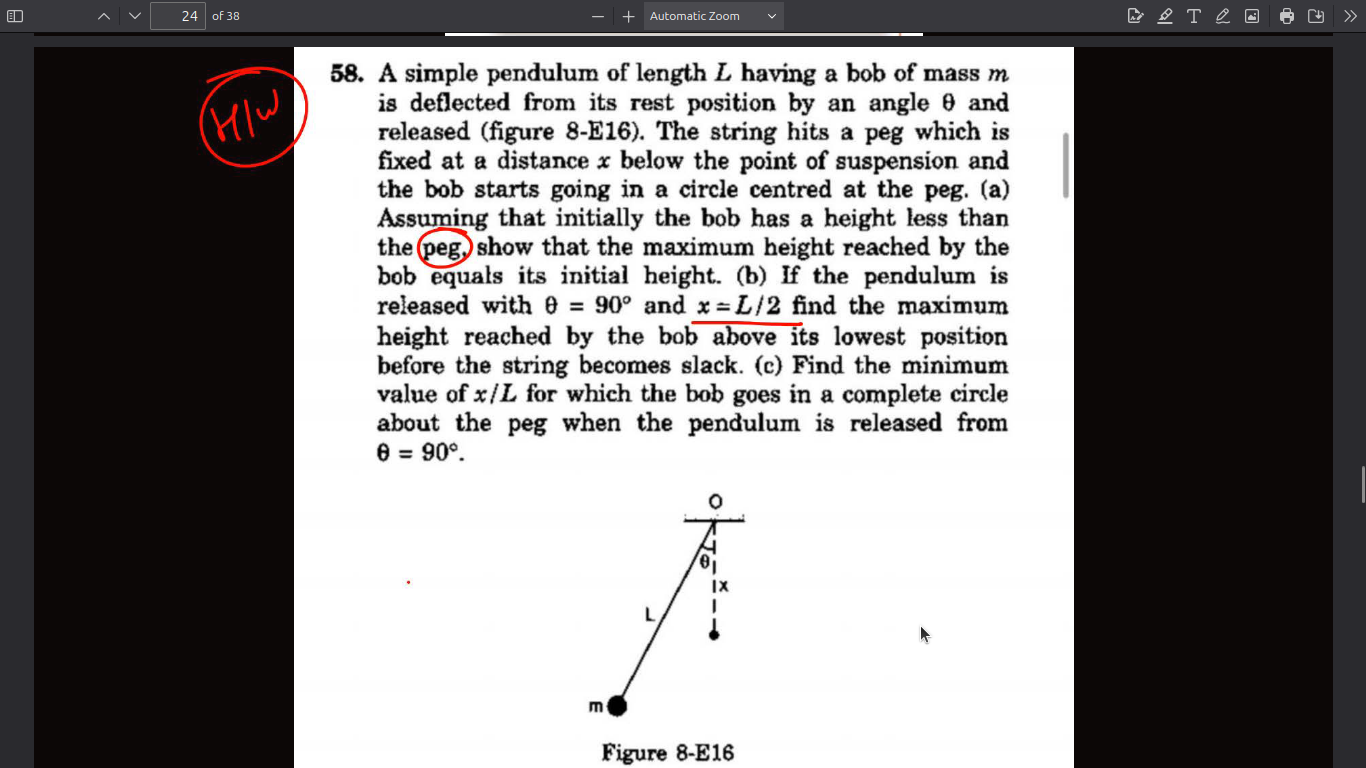 24 of 38
Automatic Zoom
H/W
58. A simple pendulum of length L having a bob of mass m
is deflected from its rest position by an angle θ and
released (figure 8-E16). The string hits a peg which is
fixed at a distance x below the point of suspension and
the bob starts going in a circle centred at the peg. (a)
Assuming that initially the bob has a height less than
the peg, show that the maximum height reached by the
bob equals its initial height. (b) If the pendulum is
released with θ = 90° and x = L/2 find the maximum
height reached by the bob above its lowest position
before the string becomes slack. (c) Find the minimum
value of x/L for which the bob goes in a complete circle
about the peg when the pendulum is released from
θ = 90°.
O
θ
x
L
m
Figure 8-E16